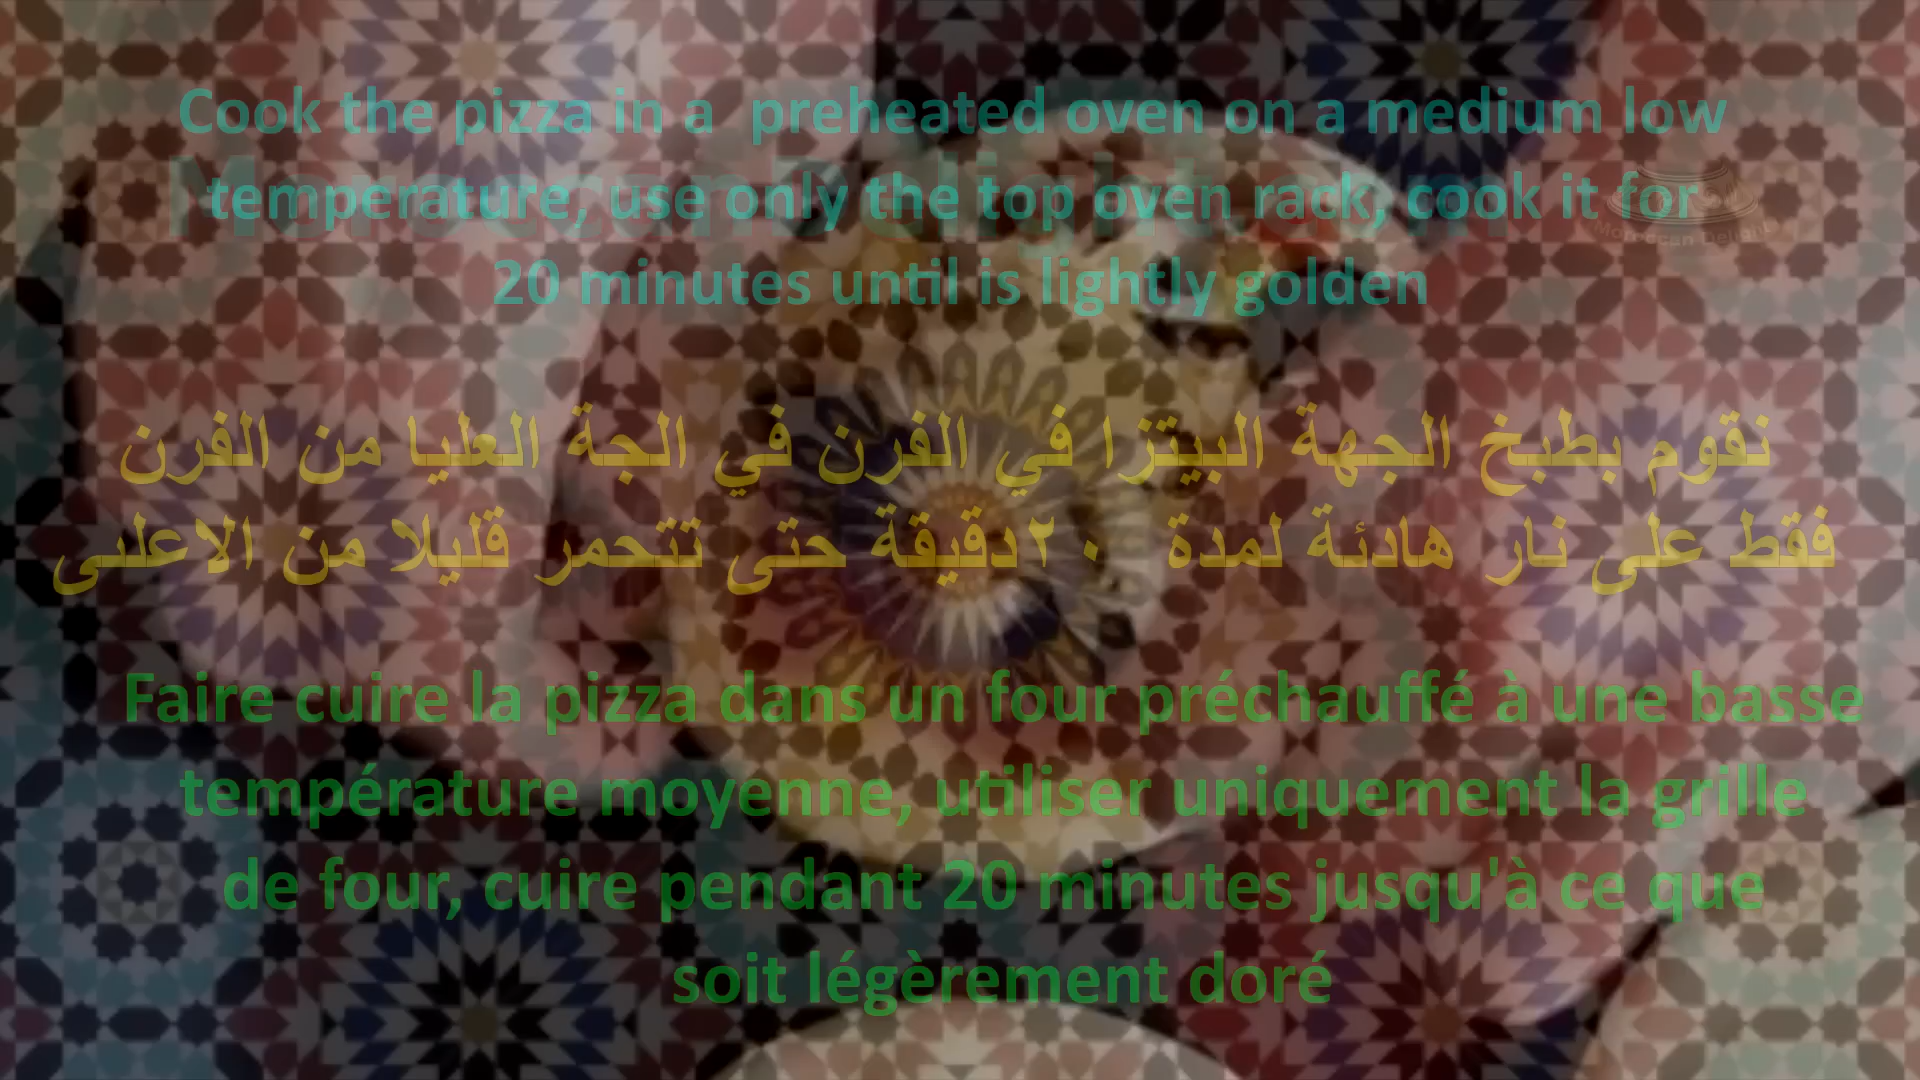 Cook the pizza in a  preheated oven on a medium low
temperature, use only the top oven rack, cook it for
20 minutes until is lightly golden
نقوم بطبخ الجهة البيتزا في الفرن في الجة العليا من الفرن
فقط على نار هادئة لمدة ٢٠ دقيقة حتى تتحمر قليلا من الاعلىى
Faire cuire la pizza dans un four préchauffé à une basse
température moyenne, utiliser uniquement la grille
de four, cuire pendant 20 minutes jusqu'à ce que
soit légèrement doré
Moroccan Delight